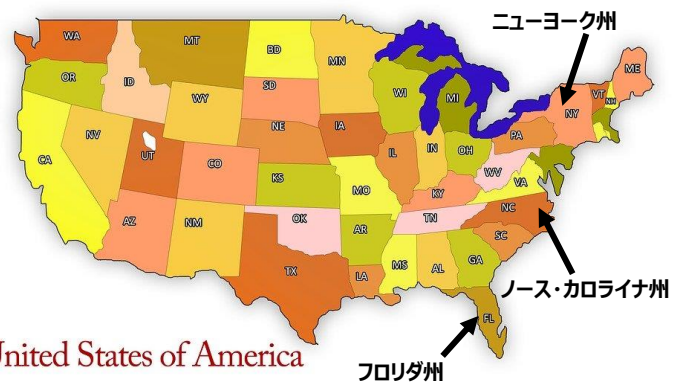 ニューヨーク州
WA
MT
BD
MN
ME
OR
ID
SD
WI
MI
VT
NH
NY
WY
NV
NE
IA
PA
CA
UT
CO
IL
IN
OH
WV
VA
KS
MO
KY
AZ
NM
OK
AR
TN
NC
SC
TX
LA
MS
AL
GA
ノース・カロライナ州
FL
United States of America
フロリダ州